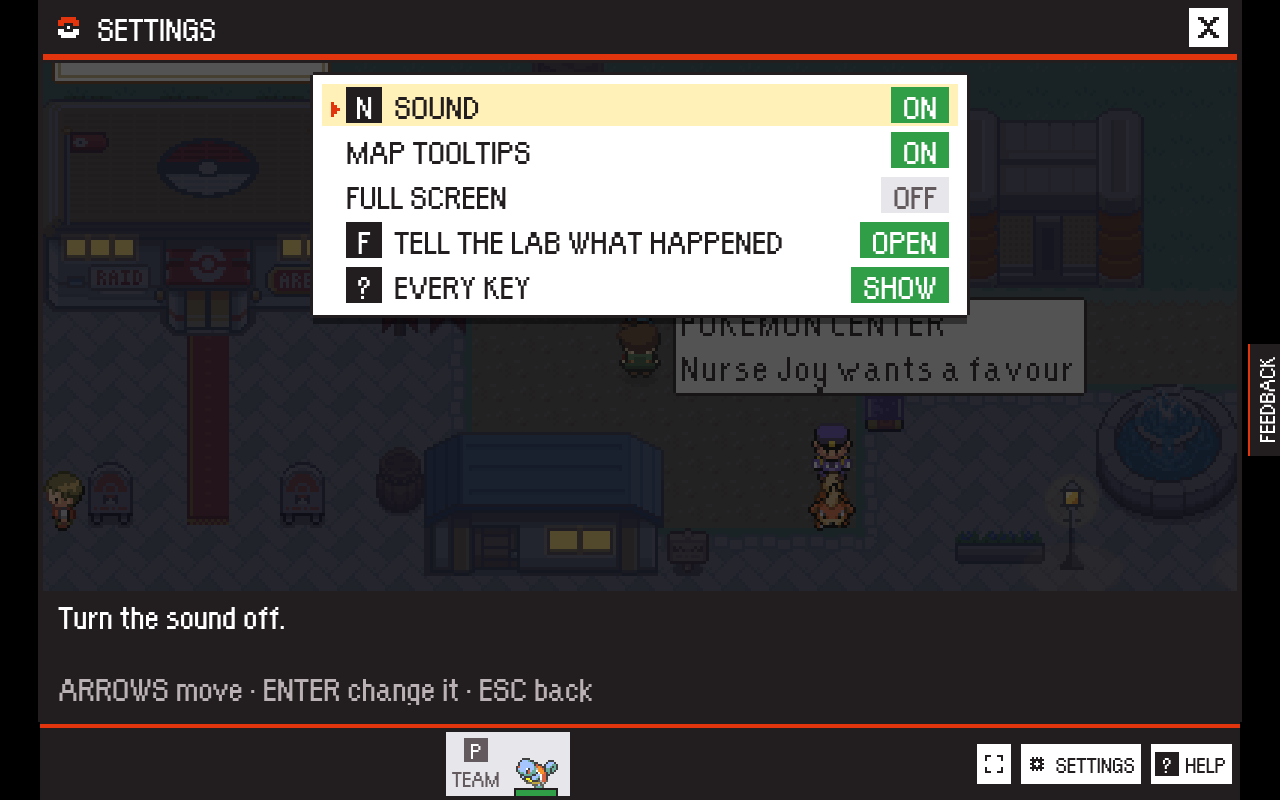 SETTINGS
X
N SOUND ON
MAP TOOLTIPS ON
FULL SCREEN OFF
F TELL THE LAB WHAT HAPPENED OPEN
? EVERY KEY SHOW
RAID
ARE
POKEMON CENTER
Nurse Joy wants a favour
FEEDBACK
Turn the sound off.
ARROWS move · ENTER change it · ESC back
P
TEAM
SETTINGS
? HELP